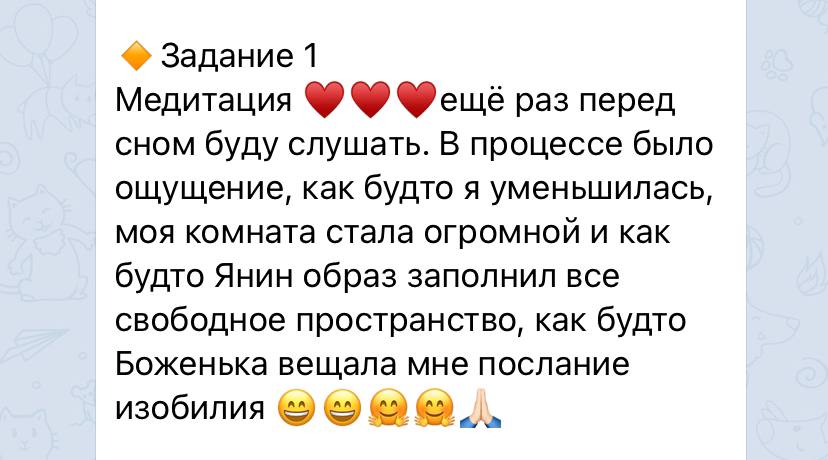 🔸 Задание 1
Медитация ♥️♥️♥️ещё раз перед
сном буду слушать. В процессе было
ощущение, как будто я уменьшилась,
моя комната стала огромной и как
будто Янин образ заполнил все
свободное пространство, как будто
Боженька вещала мне послание
изобилия 😄😄🤗🤗🙏🏻